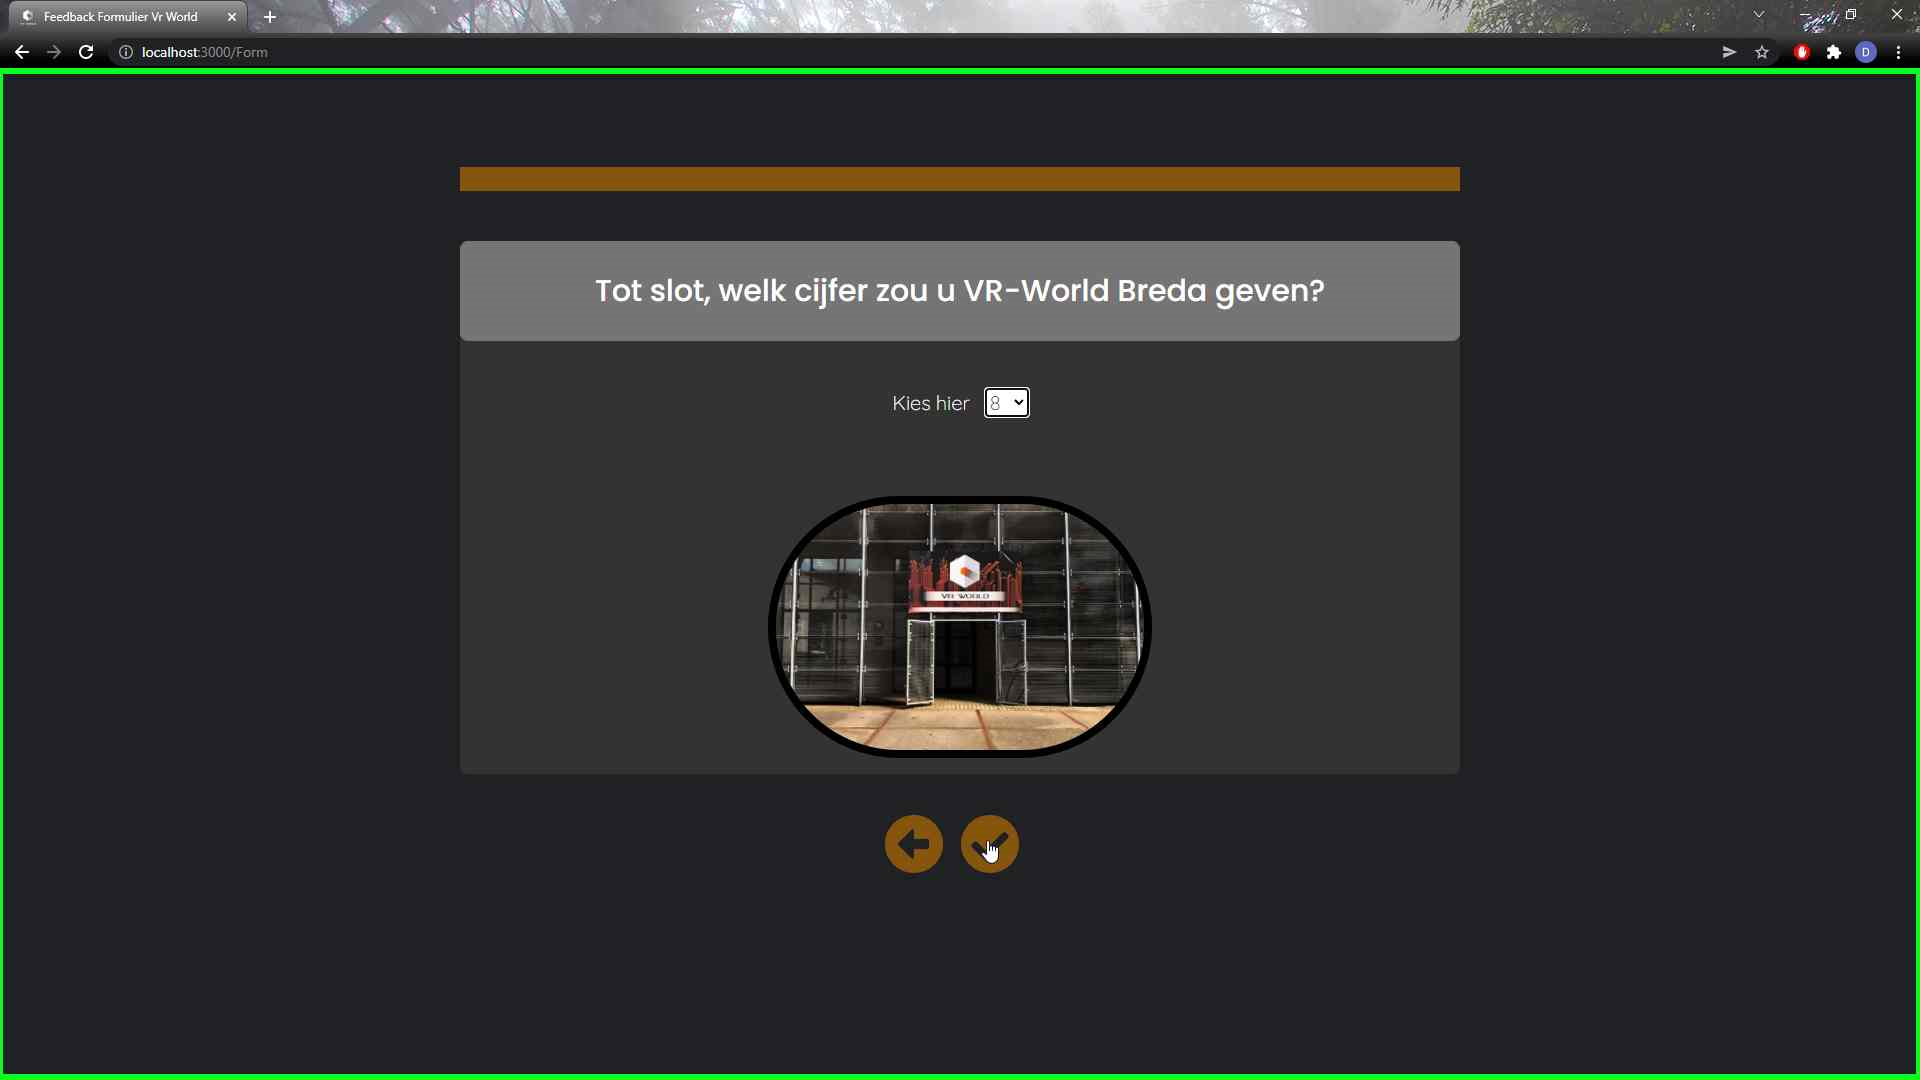 Feedback Formulier Vr World
localhost:3000/Form
D
Tot slot, welk cijfer zou u VR-World Breda geven?
Kies hier 8
VR WORLD